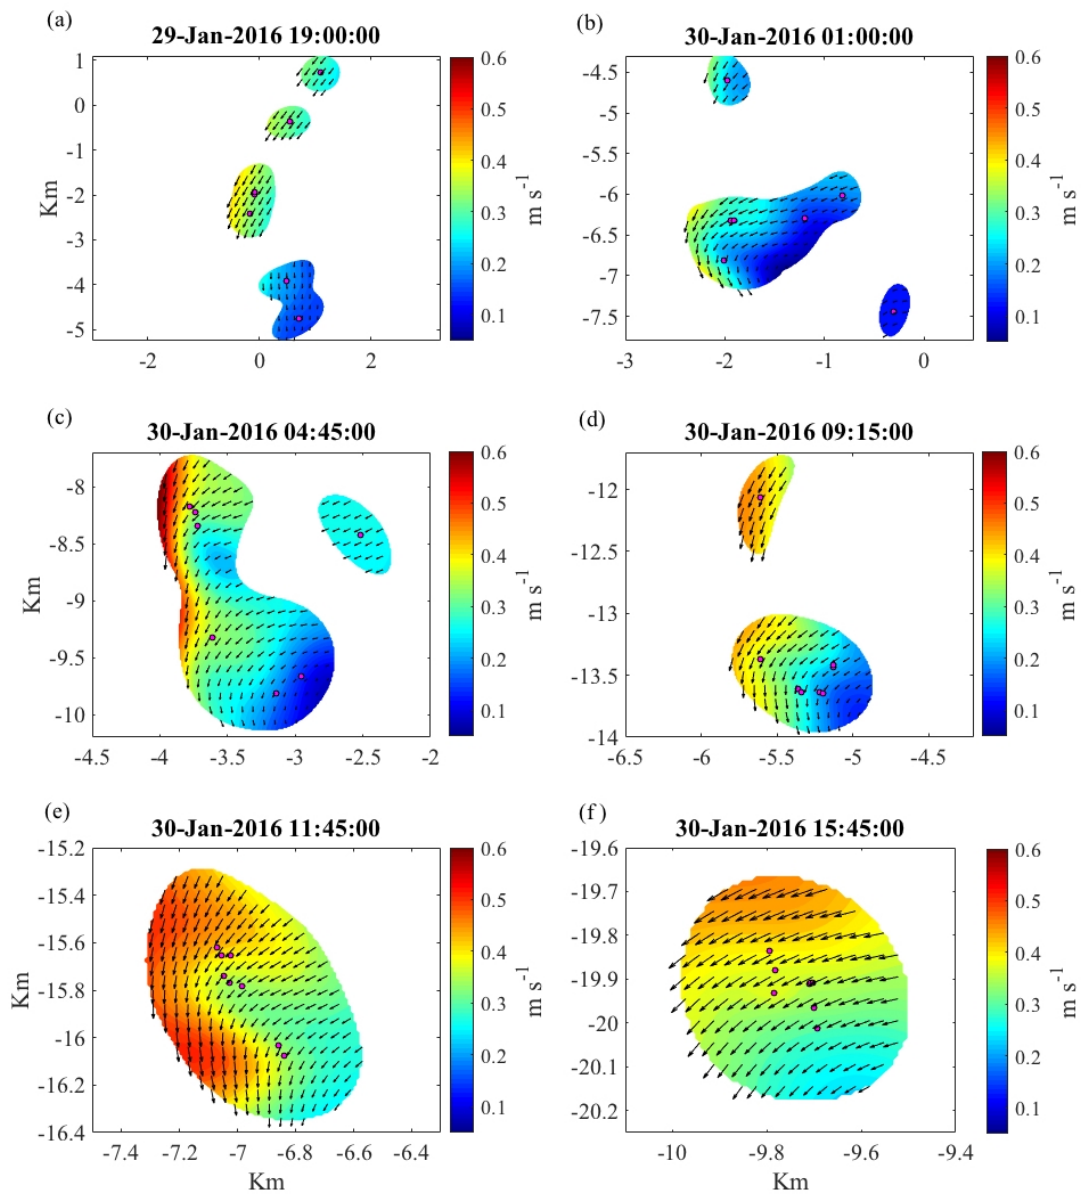 (a)
29-Jan-2016 19:00:00
1
0
-1
-2
-3
-4
-5
Km
-2 0 2
0.6
0.5
0.4
0.3
0.2
0.1
m s-1
(b)
30-Jan-2016 01:00:00
-4.5
-5
-5.5
-6
-6.5
-7
-7.5
-3 -2 -1 0
0.6
0.5
0.4
0.3
0.2
0.1
m s-1
(c)
30-Jan-2016 04:45:00
-8
-8.5
-9
-9.5
-10
Km
-4.5 -4 -3.5 -3 -2.5 -2
0.6
0.5
0.4
0.3
0.2
0.1
m s-1
(d)
30-Jan-2016 09:15:00
-12
-12.5
-13
-13.5
-14
-6.5 -6 -5.5 -5 -4.5
0.6
0.5
0.4
0.3
0.2
0.1
m s-1
(e)
30-Jan-2016 11:45:00
-15.2
-15.4
-15.6
-15.8
-16
-16.2
-16.4
Km
-7.4 -7.2 -7 -6.8 -6.6 -6.4
Km
0.6
0.5
0.4
0.3
0.2
0.1
m s-1
(f)
30-Jan-2016 15:45:00
-19.6
-19.7
-19.8
-19.9
-20
-20.1
-20.2
-10 -9.8 -9.6 -9.4
Km
0.6
0.5
0.4
0.3
0.2
0.1
m s-1